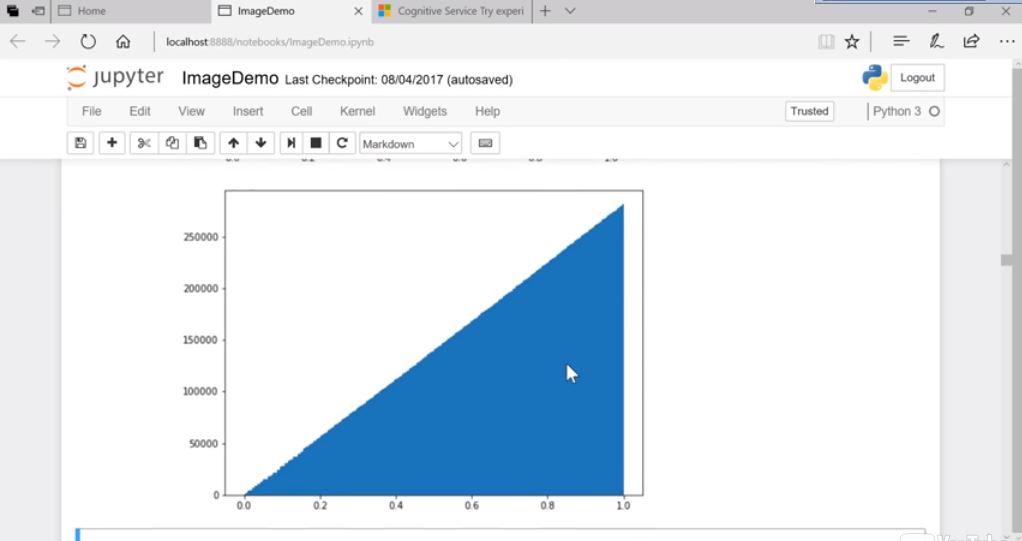 Home
ImageDemo
Cognitive Service Try experi
localhost:8888/notebooks/ImageDemo.ipynb
jupyter ImageDemo Last Checkpoint: 08/04/2017 (autosaved)
Logout
File Edit View Insert Cell Kernel Widgets Help
Trusted
Python 3
Markdown
250000
200000
150000
100000
50000
0
0.0 0.2 0.4 0.6 0.8 1.0